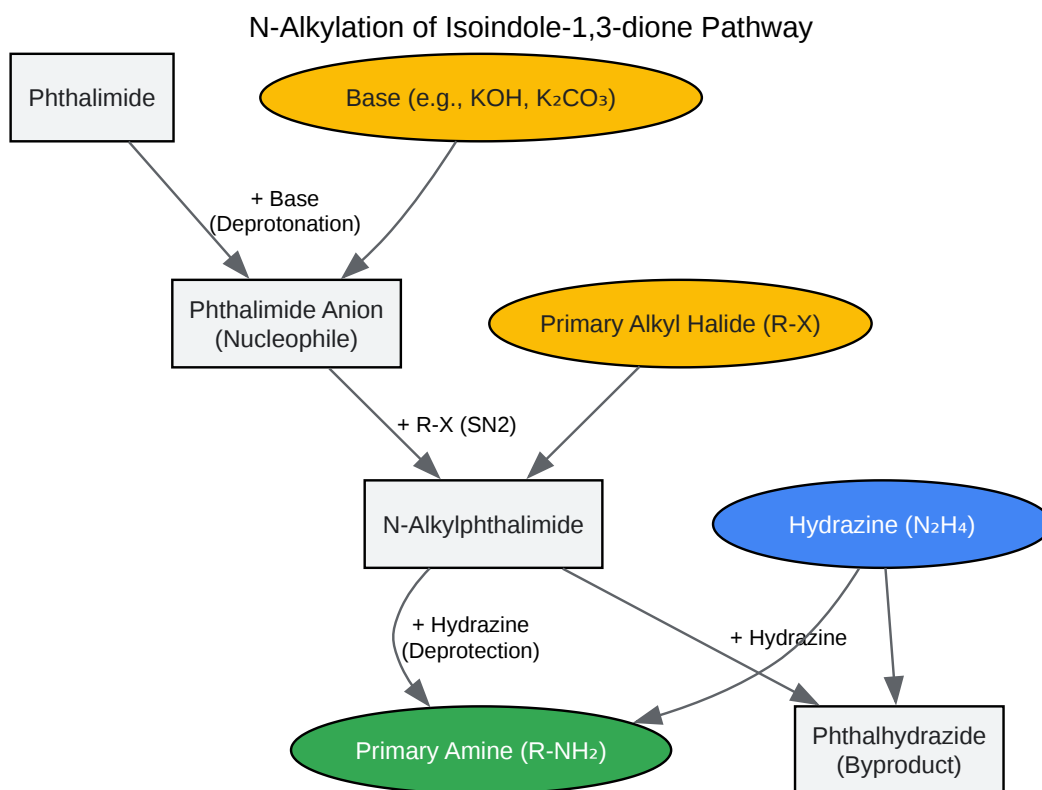 N-Alkylation of Isoindole-1,3-dione Pathway
Phthalimide
Base (e.g., KOH, K₂CO₃)
+ Base
(Deprotonation)
Phthalimide Anion
(Nucleophile)
Primary Alkyl Halide (R-X)
+ R-X (SN2)
N-Alkylphthalimide
Hydrazine (N₂H₄)
+ Hydrazine
(Deprotection)
+ Hydrazine
Primary Amine (R-NH₂)
Phthalhydrazide
(Byproduct)